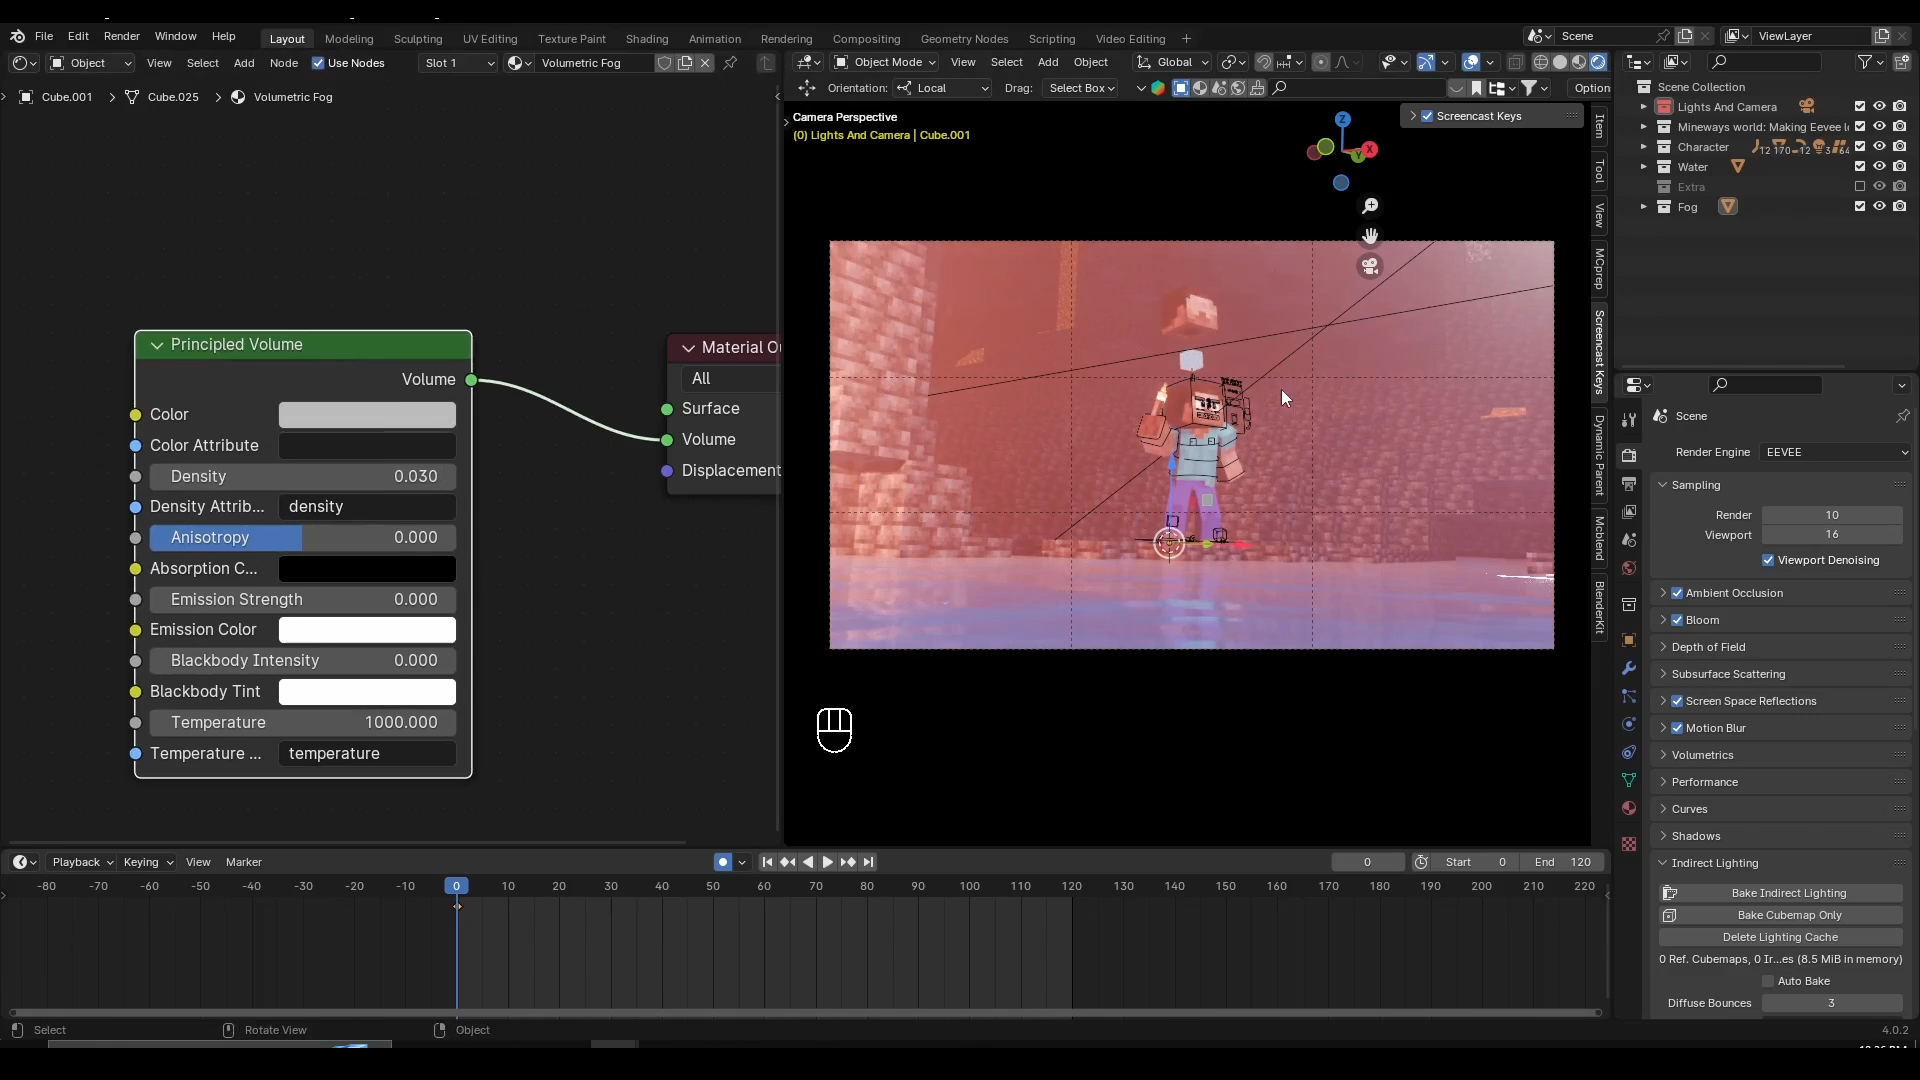 File Edit Render Window Help Layout Modeling Sculpting UV Editing Texture Paint Shading Animation Rendering Compositing Geometry Nodes Scripting Video Editing + Scene ViewLayer
Object View Select Add Node Use Nodes Slot 1 Volumetric Fog
Object Mode View Select Add Object Global
Cube.001 > Cube.025 > Volumetric Fog
Orientation: Local Drag: Select Box Option
Camera Perspective
(0) Lights And Camera | Cube.001
Screencast Keys
Z
X
Y
Item
Tool
View
MCprep
Screencast Keys
Dynamic Parent
Mcblend
BlenderKit
Principled Volume
Volume
Color
Color Attribute
Density 0.030
Density Attrib... density
Anisotropy 0.000
Absorption C...
Emission Strength 0.000
Emission Color
Blackbody Intensity 0.000
Blackbody Tint
Temperature 1000.000
Temperature ... temperature
Material O
All
Surface
Volume
Displacement
Scene Collection
Lights And Camera
Mineways world: Making Eevee l
Character 12 170 12 3 64
Water
Extra
Fog
Scene
Render Engine EEVEE
Sampling
Render 10
Viewport 16
Viewport Denoising
Ambient Occlusion
Bloom
Depth of Field
Subsurface Scattering
Screen Space Reflections
Motion Blur
Volumetrics
Performance
Curves
Shadows
Indirect Lighting
Bake Indirect Lighting
Bake Cubemap Only
Delete Lighting Cache
0 Ref. Cubemaps, 0 Ir...es (8.5 MiB in memory)
Auto Bake
Diffuse Bounces 3
Playback Keying View Marker 0 Start 0 End 120
-80 -70 -60 -50 -40 -30 -20 -10 0 10 20 30 40 50 60 70 80 90 100 110 120 130 140 150 160 170 180 190 200 210 220
Select Rotate View Object 4.0.2